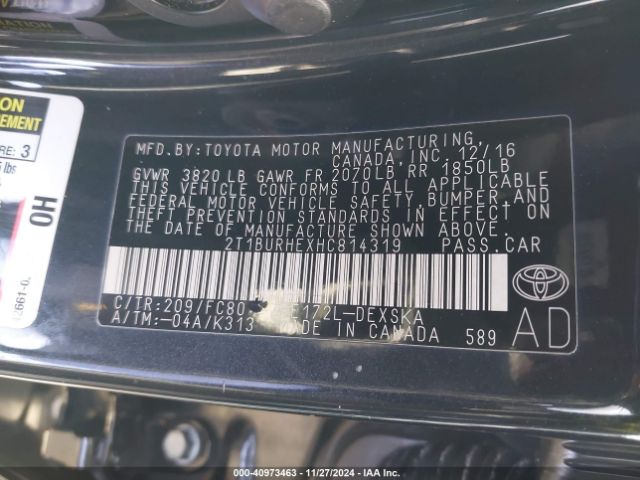 ON
EMENT
RE: 3
lbs
HO
MFD.BY:TOYOTA MOTOR MANUFACTURING,
CANADA, INC. 12/16
GVWR 3820 LB GAWR FR 2070LB RR 1850LB
THIS VEHICLE CONFORMS TO ALL APPLICABLE
FEDERAL MOTOR VEHICLE SAFETY, BUMPER, AND
THEFT PREVENTION STANDARDS IN EFFECT ON
THE DATE OF MANUFACTURE SHOWN ABOVE.
2T1BURHEXHC814319 PASS.CAR
C/TR:209/FC80 E172L-DEXSKA
A/TM:-04A/K313 MADE IN CANADA 589
AD
000-40973463 - 11/27/2024 - IAA Inc.